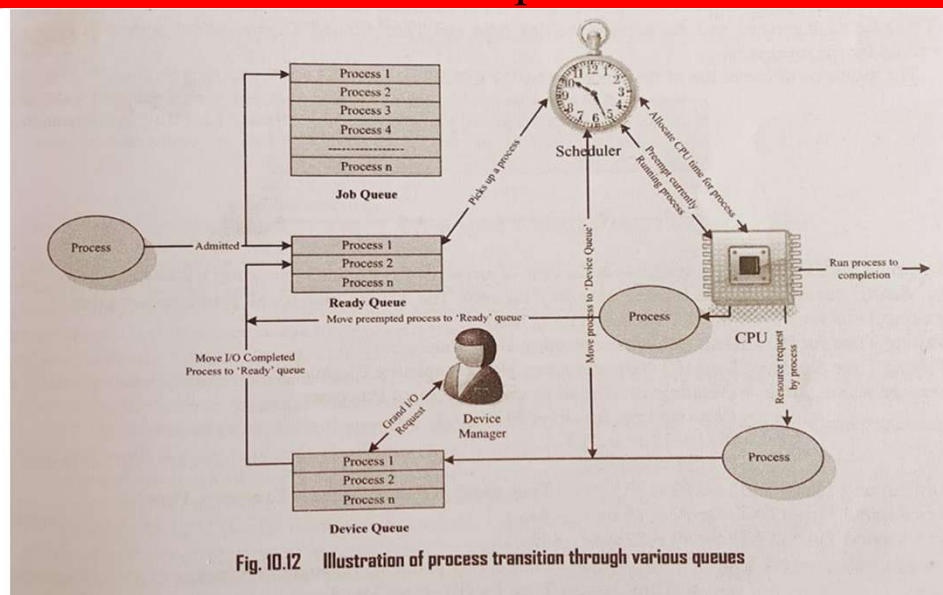 Process 1
Process 2
Process 3
Process 4
Process n
Job Queue
Process
Admitted
Process 1
Process 2
Process n
Ready Queue
Picks up a process
Scheduler
Allocate CPU time for process
Preempt currently
Running process
Move process to 'Device Queue'
CPU
Run process to
completion
Process
Move preempted process to 'Ready' queue
Move I/O Completed
Process to 'Ready' queue
Grand I/O
Request
Device
Manager
Resource request
by process
Process
Process 1
Process 2
Process n
Device Queue
Fig. 10.12 Illustration of process transition through various queues